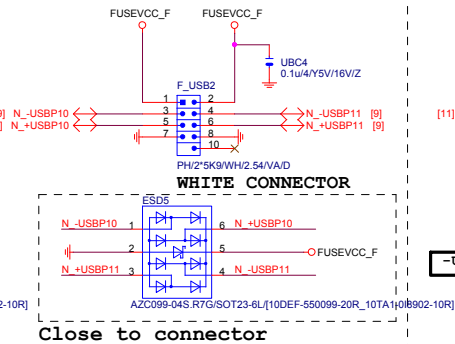 FUSEVCC_F FUSEVCC_F
UBC4
0.1u/4/Y5V/16V/Z
F_USB2
1 2
N_-USBP10 3 4 N_-USBP11 [9] [11]
N_+USBP10 5 6 N_+USBP11 [9]
7 8
10
PH/2*5K9/WH/2.54/VA/D
WHITE CONNECTOR
ESD5
N_-USBP10 1 6 N_+USBP10
2 5 FUSEVCC_F
N_+USBP11 3 4 N_-USBP11
2-10R] AZC099-04S.R7G/SOT23-6L/[10DEF-550099-20R_10TA1-0I8902-10R]
Close to connector